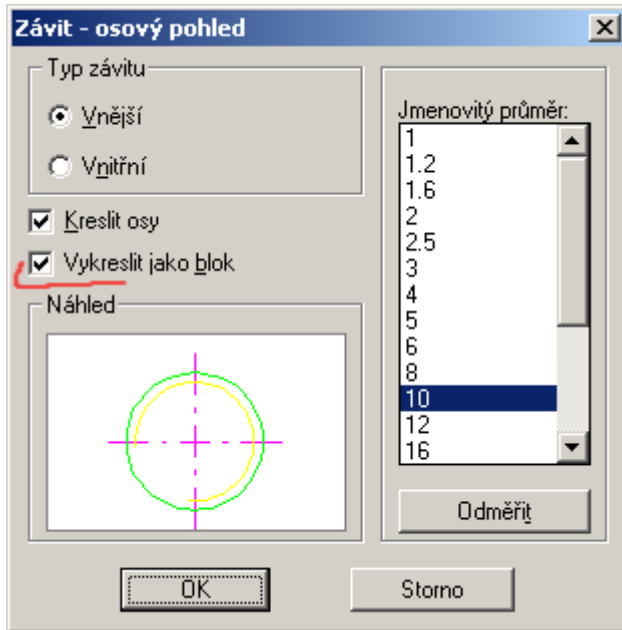 Závit - osový pohled
Typ závitu
Vnější
Vnitřní
Kreslit osy
Vykreslit jako blok
Náhled
Jmenovitý průměr:
1
1.2
1.6
2
2.5
3
4
5
6
8
10
12
16
Odměřit
OK
Storno